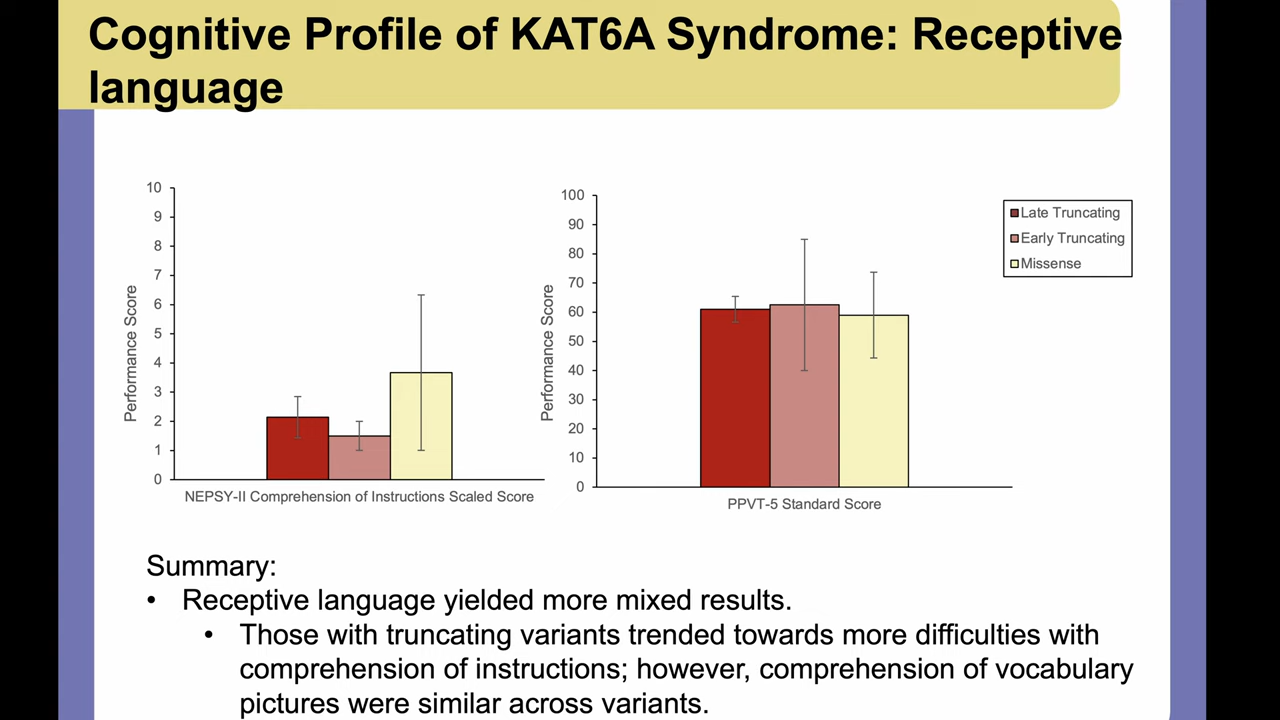 Cognitive Profile of KAT6A Syndrome: Receptive
language
10
9
8
7
6
5
4
3
2
1
0
Performance Score
NEPSY-II Comprehension of Instructions Scaled Score
100
90
80
70
60
50
40
30
20
10
0
Performance Score
PPVT-5 Standard Score
Late Truncating
Early Truncating
Missense
Summary:
• Receptive language yielded more mixed results.
• Those with truncating variants trended towards more difficulties with
comprehension of instructions; however, comprehension of vocabulary
pictures were similar across variants.